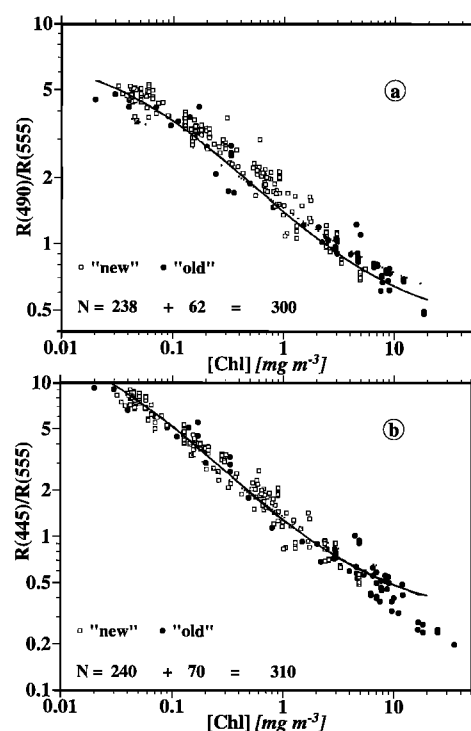 10
5
2
1
0.5
R(490)/R(555)
a
"new" "old"
N = 238 + 62 = 300
0.01 0.1 1 10
[Chl] [mg m-3]
10
5
2
1
0.5
0.2
0.1
R(445)/R(555)
b
"new" "old"
N = 240 + 70 = 310
0.01 0.1 1 10
[Chl] [mg m-3]